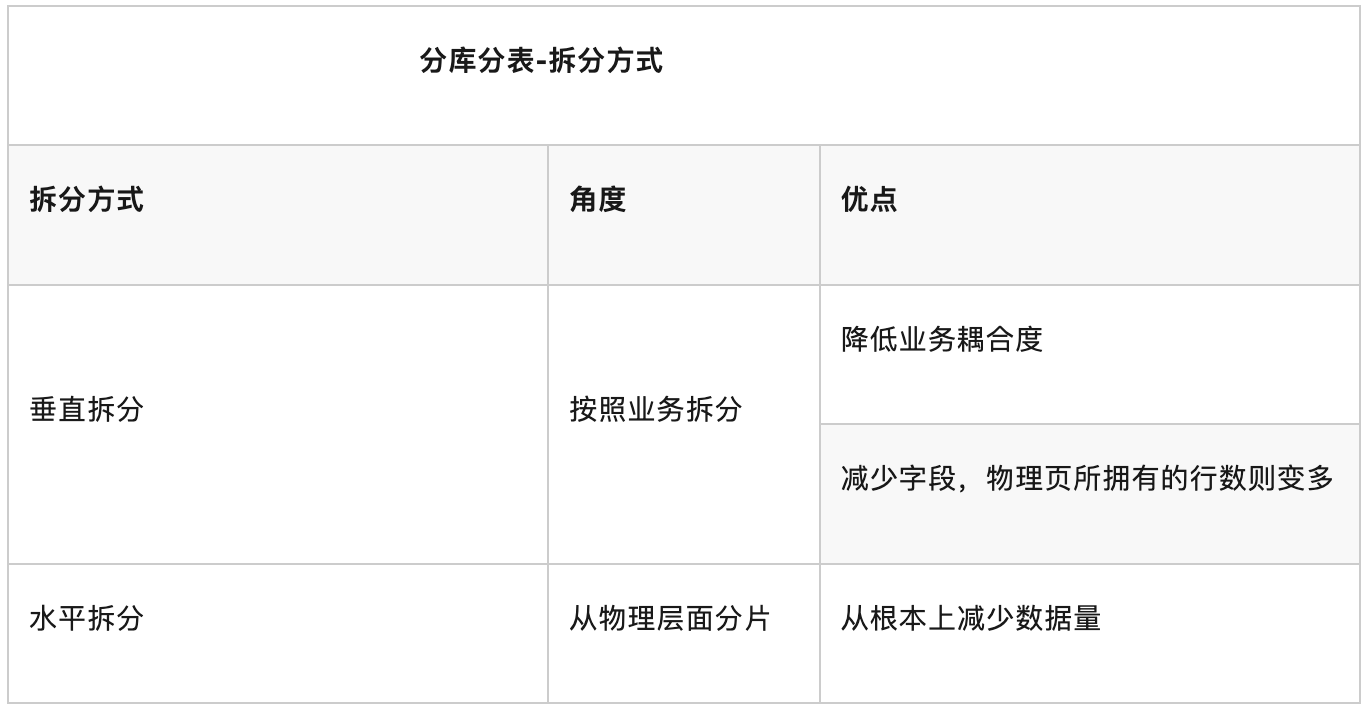 分库分表-拆分方式
拆分方式 角度 优点
降低业务耦合度
垂直拆分 按照业务拆分
减少字段，物理页所拥有的行数则变多
水平拆分 从物理层面分片 从根本上减少数据量